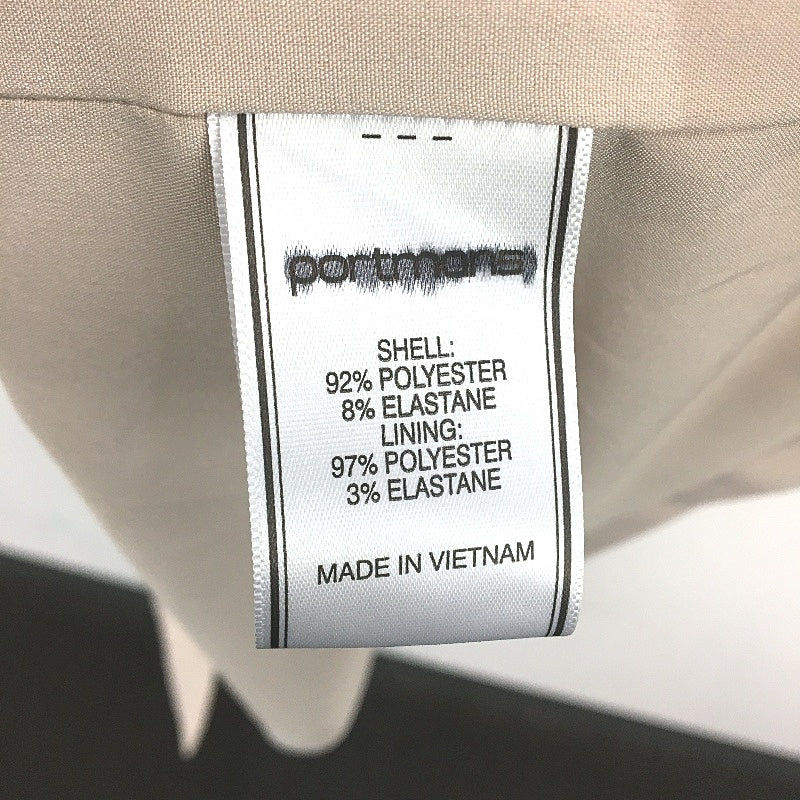 - - -
portmans
SHELL:
92% POLYESTER
8% ELASTANE
LINING:
97% POLYESTER
3% ELASTANE
MADE IN VIETNAM